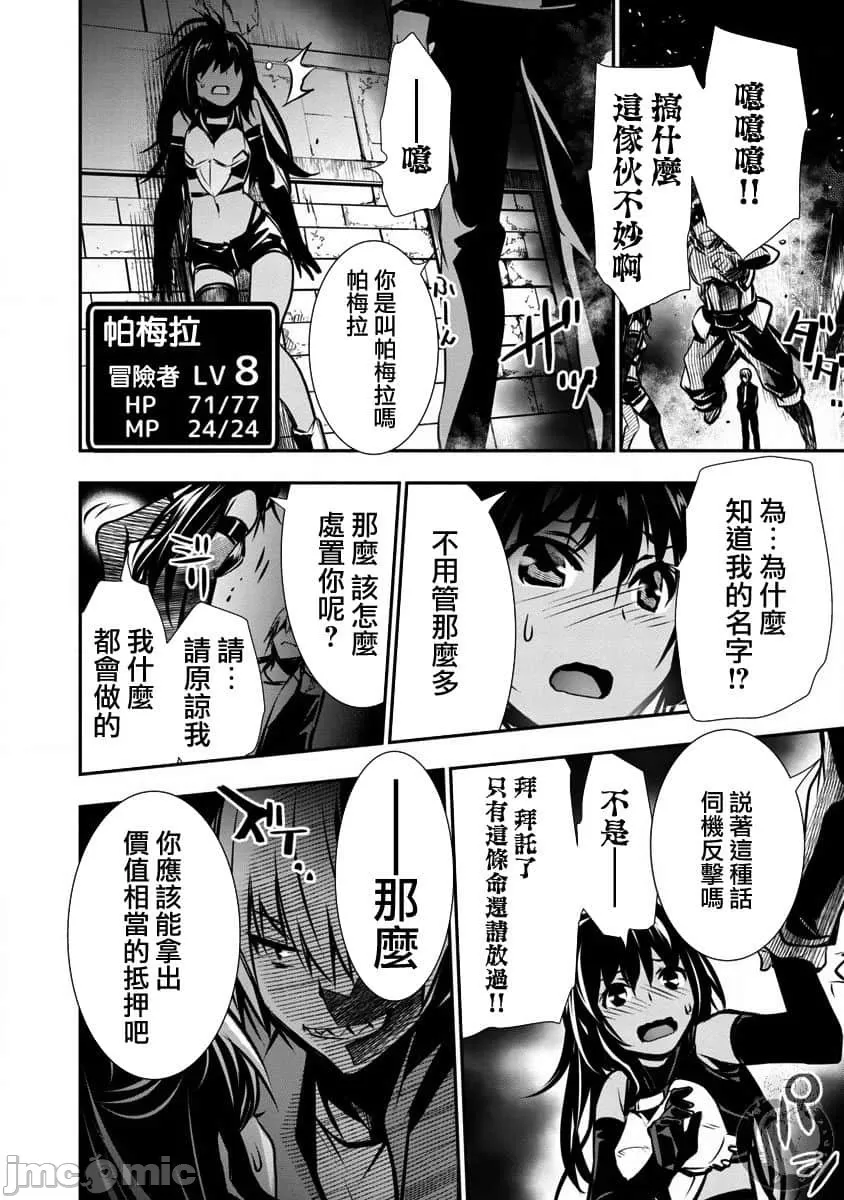 噫噫噫!!
搞什麼
這傢伙不妙啊
ダダ
——噫
ふーん
你是叫帕梅拉嗎
帕梅拉
帕梅拉
冒險者 LV 8
HP 71/77
MP 24/24
為…為什麼
知道我的名字!?
不用管那麼多
那麼 該怎麼
處置你呢?
請…
請原諒我
我什麼
都會做的
説著這種話
伺機反擊嗎
不是——
拜 拜託了
只有這條命還請放過!!
——那麼
你應該能拿出
價值相當的抵押吧
jmcomic